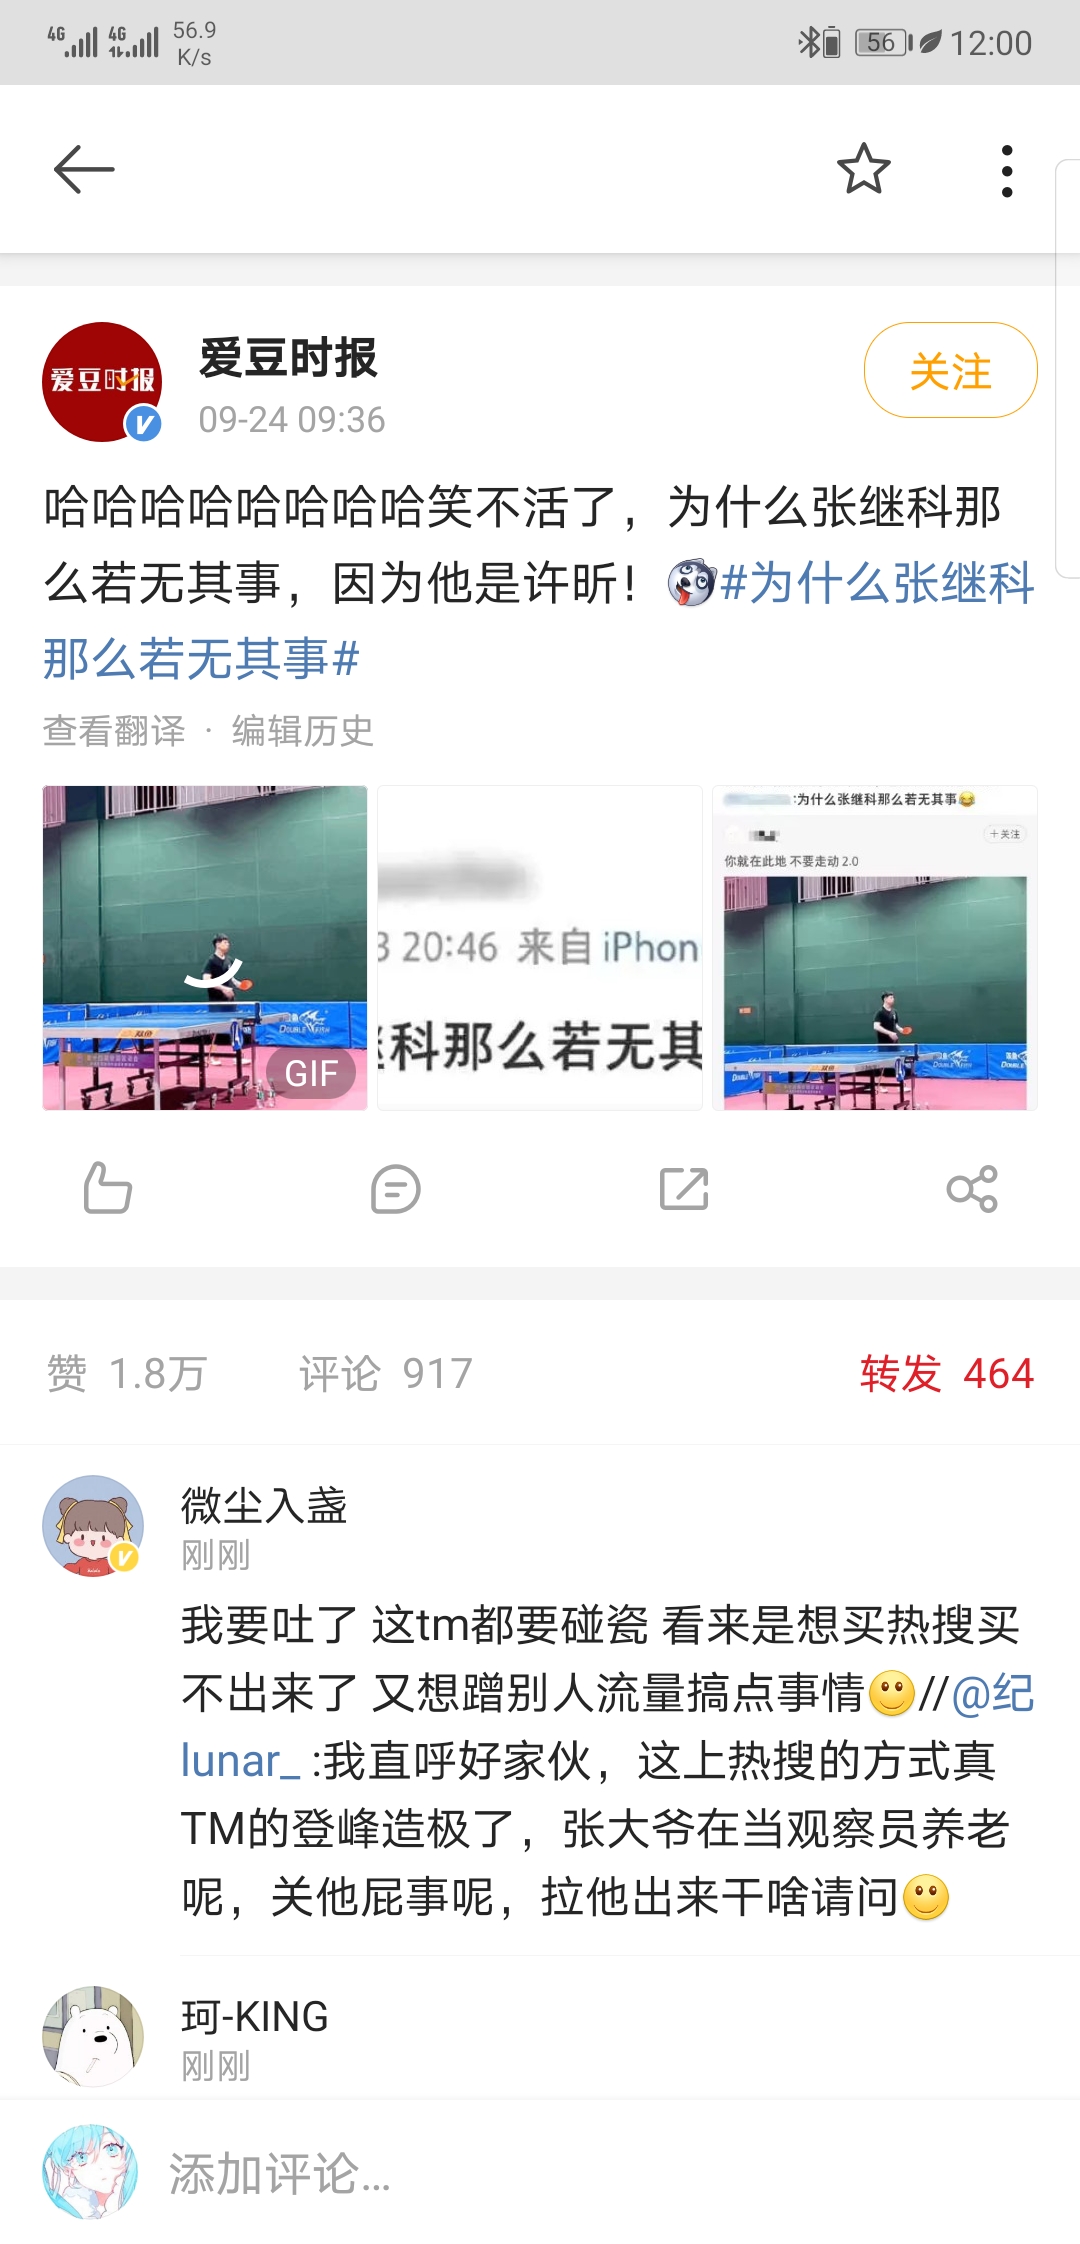 4G 4G 56.9 K/s 56 12:00
爱豆时报
爱豆时报
关注
09-24 09:36
哈哈哈哈哈哈哈哈笑不活了，为什么张继科那
么若无其事，因为他是许昕！#为什么张继科
那么若无其事#
查看翻译 · 编辑历史
GIF
3 20:46 来自 iPhon
科那么若无其
:为什么张继科那么若无其事
+关注
你就在此地 不要走动 2.0
赞 1.8万 评论 917 转发 464
微尘入盏
刚刚
我要吐了 这tm都要碰瓷 看来是想买热搜买
不出来了 又想蹭别人流量搞点事情//@纪
lunar_ :我直呼好家伙，这上热搜的方式真
TM的登峰造极了，张大爷在当观察员养老
呢，关他屁事呢，拉他出来干啥请问
珂-KING
刚刚
添加评论...